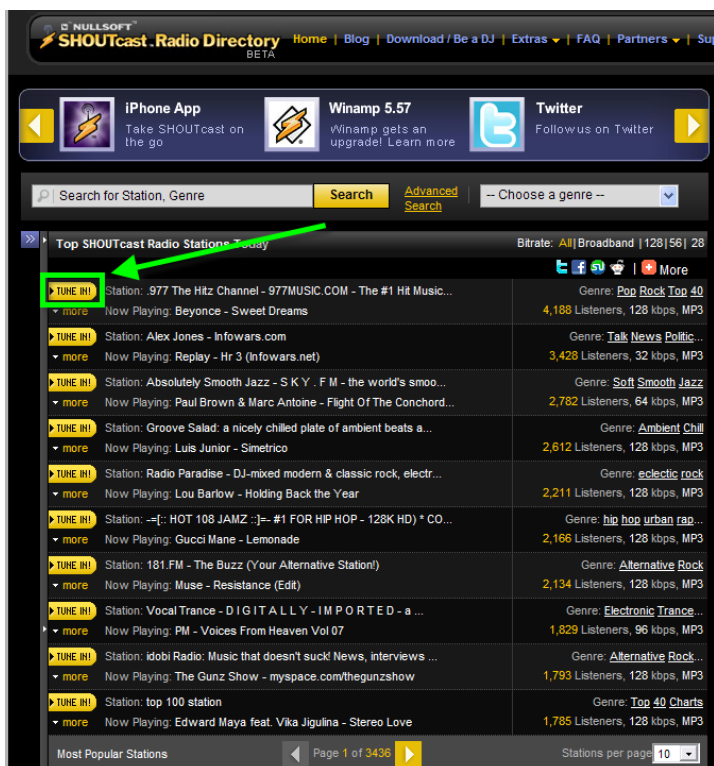 NULLSOFT
SHOUTcast Radio Directory
BETA
Home | Blog | Download / Be a DJ | Extras | FAQ | Partners | Sup
iPhone App
Take SHOUTcast on
the go
Winamp 5.57
Winamp gets an
upgrade! Learn more
Twitter
Follow us on Twitter
Search for Station, Genre
Search
Advanced
Search
-- Choose a genre --
Top SHOUTcast Radio Stations Today
Bitrate: All|Broadband |128|56| 28
| More
TUNE IN! Station: .977 The Hitz Channel - 977MUSIC.COM - The #1 Hit Music... Genre: Pop Rock Top 40
more Now Playing: Beyonce - Sweet Dreams 4,188 Listeners, 128 kbps, MP3
TUNE IN! Station: Alex Jones - Infowars.com Genre: Talk News Politic...
more Now Playing: Replay - Hr 3 (Infowars.net) 3,428 Listeners, 32 kbps, MP3
TUNE IN! Station: Absolutely Smooth Jazz - S K Y . F M - the world's smoo... Genre: Soft Smooth Jazz
more Now Playing: Paul Brown & Marc Antoine - Flight Of The Conchord... 2,782 Listeners, 64 kbps, MP3
TUNE IN! Station: Groove Salad: a nicely chilled plate of ambient beats a... Genre: Ambient Chill
more Now Playing: Luis Junior - Simetrico 2,612 Listeners, 128 kbps, MP3
TUNE IN! Station: Radio Paradise - DJ-mixed modern & classic rock, electr... Genre: eclectic rock
more Now Playing: Lou Barlow - Holding Back the Year 2,211 Listeners, 128 kbps, MP3
TUNE IN! Station: -=[:: HOT 108 JAMZ ::]=- #1 FOR HIP HOP - 128K HD) * CO... Genre: hip hop urban rap...
more Now Playing: Gucci Mane - Lemonade 2,166 Listeners, 128 kbps, MP3
TUNE IN! Station: 181.FM - The Buzz (Your Alternative Station!) Genre: Alternative Rock
more Now Playing: Muse - Resistance (Edit) 2,134 Listeners, 128 kbps, MP3
TUNE IN! Station: Vocal Trance - D I G I T A L L Y - I M P O R T E D - a ... Genre: Electronic Trance...
more Now Playing: PM - Voices From Heaven Vol 07 1,829 Listeners, 96 kbps, MP3
TUNE IN! Station: idobi Radio: Music that doesn't suck! News, interviews ... Genre: Alternative Rock...
more Now Playing: The Gunz Show - myspace.com/thegunzshow 1,793 Listeners, 128 kbps, MP3
TUNE IN! Station: top 100 station Genre: Top 40 Charts
more Now Playing: Edward Maya feat. Vika Jigulina - Stereo Love 1,785 Listeners, 128 kbps, MP3
Most Popular Stations Page 1 of 3436 Stations per page 10